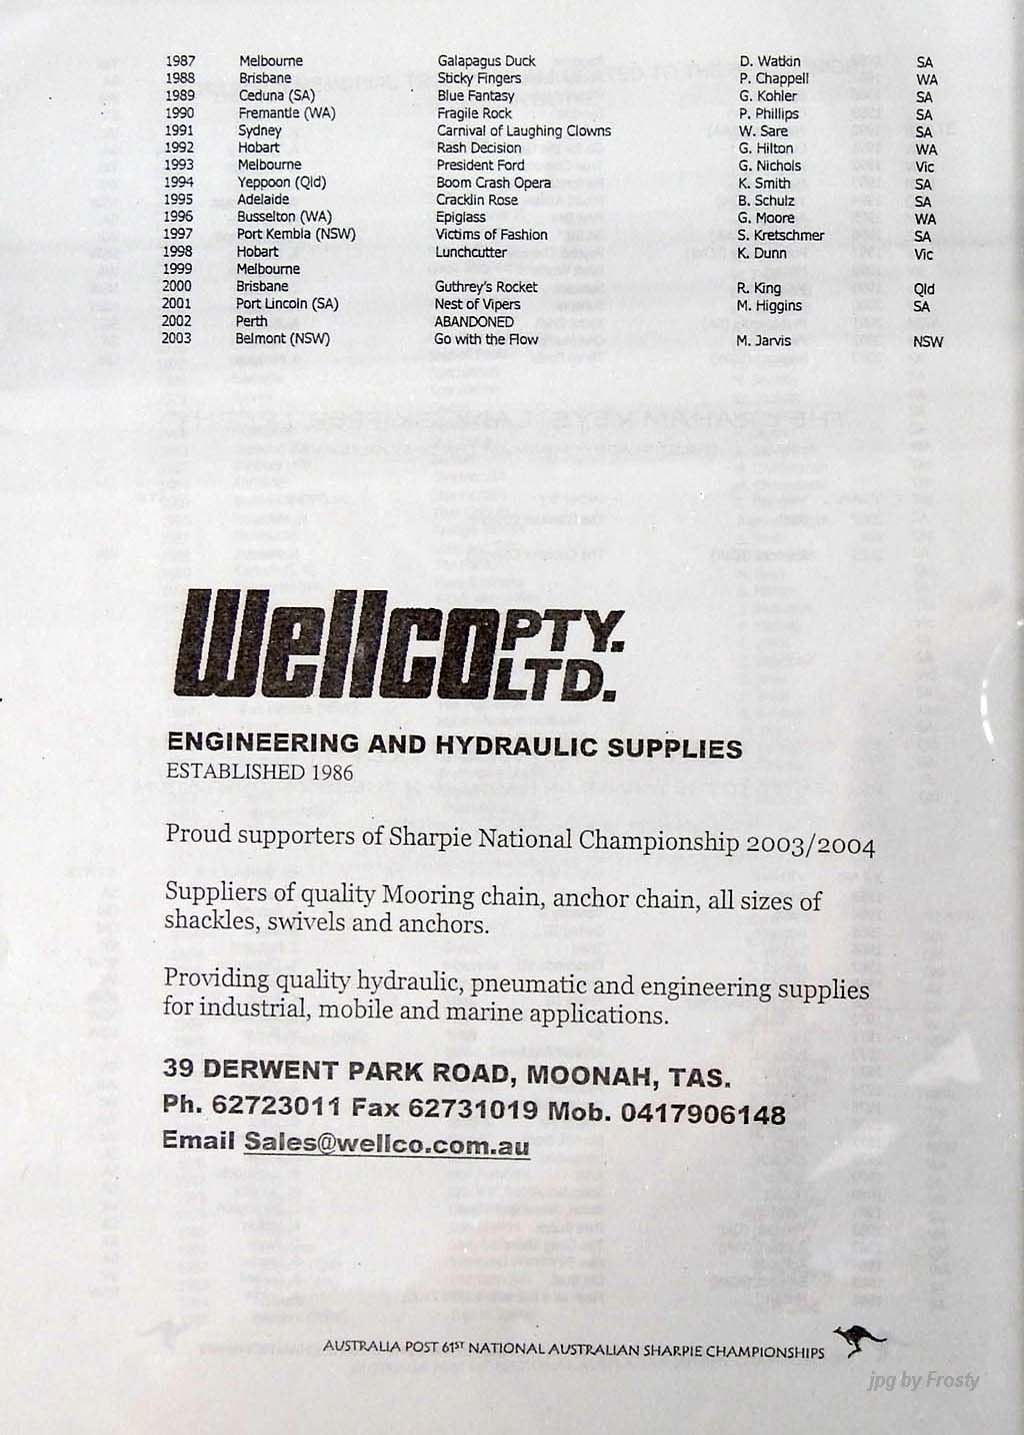 1987 Melbourne Galapagus Duck D. Watkin SA
1988 Brisbane Sticky Fingers P. Chappell WA
1989 Ceduna (SA) Blue Fantasy G. Kohler SA
1990 Fremantle (WA) Fragile Rock P. Phillips SA
1991 Sydney Carnival of Laughing Clowns W. Sare SA
1992 Hobart Rash Decision G. Hilton WA
1993 Melbourne President Ford G. Nichols Vic
1994 Yeppoon (Qld) Boom Crash Opera K. Smith SA
1995 Adelaide Cracklin Rose B. Schulz SA
1996 Busselton (WA) Epiglass G. Moore WA
1997 Port Kembla (NSW) Victims of Fashion S. Kretschmer SA
1998 Hobart Lunchcutter K. Dunn Vic
1999 Melbourne
2000 Brisbane Guthrey's Rocket R. King Qld
2001 Port Lincoln (SA) Nest of Vipers M. Higgins SA
2002 Perth ABANDONED
2003 Belmont (NSW) Go with the Flow M. Jarvis NSW
Wellco PTY. LTD.
ENGINEERING AND HYDRAULIC SUPPLIES
ESTABLISHED 1986
Proud supporters of Sharpie National Championship 2003/2004
Suppliers of quality Mooring chain, anchor chain, all sizes of
shackles, swivels and anchors.
Providing quality hydraulic, pneumatic and engineering supplies
for industrial, mobile and marine applications.
39 DERWENT PARK ROAD, MOONAH, TAS.
Ph. 62723011 Fax 62731019 Mob. 0417906148
Email Sales@wellco.com.au
AUSTRALIA POST 61ST NATIONAL AUSTRALIAN SHARPIE CHAMPIONSHIPS
jpg by Frosty